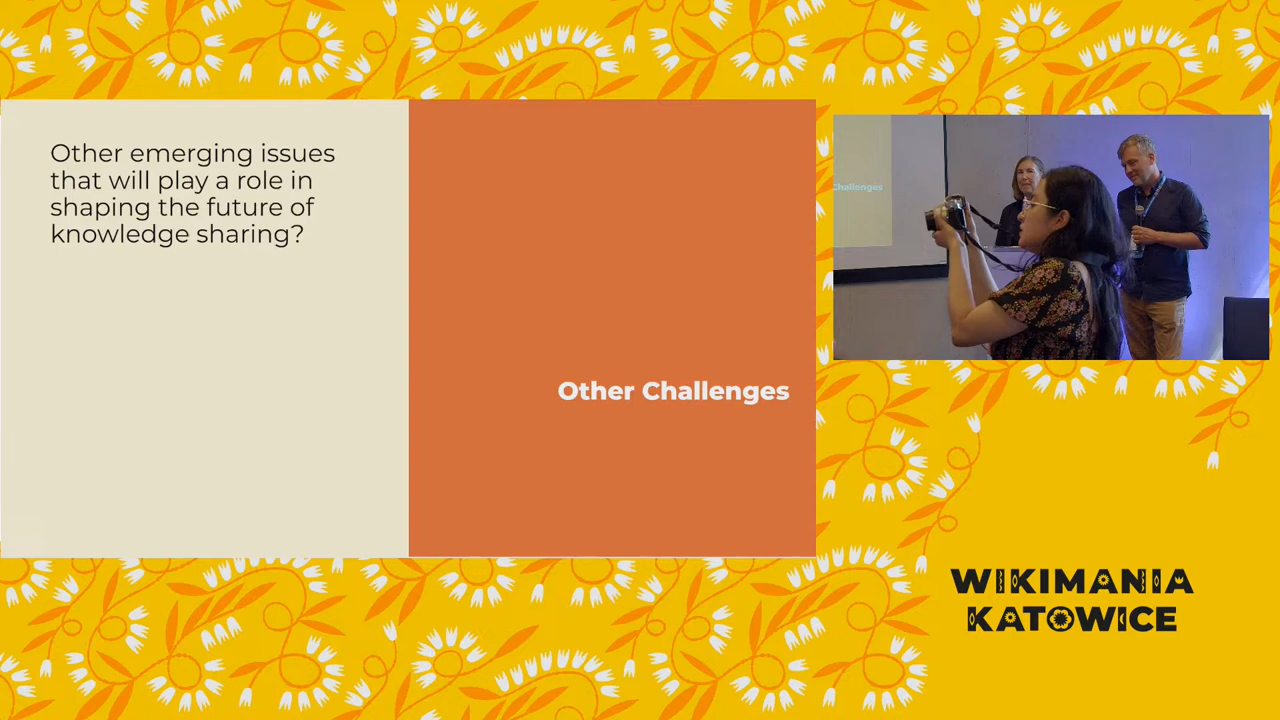 Other emerging issues
that will play a role in
shaping the future of
knowledge sharing?
Other Challenges
Challenges
WIKIMANIA
KATOWICE